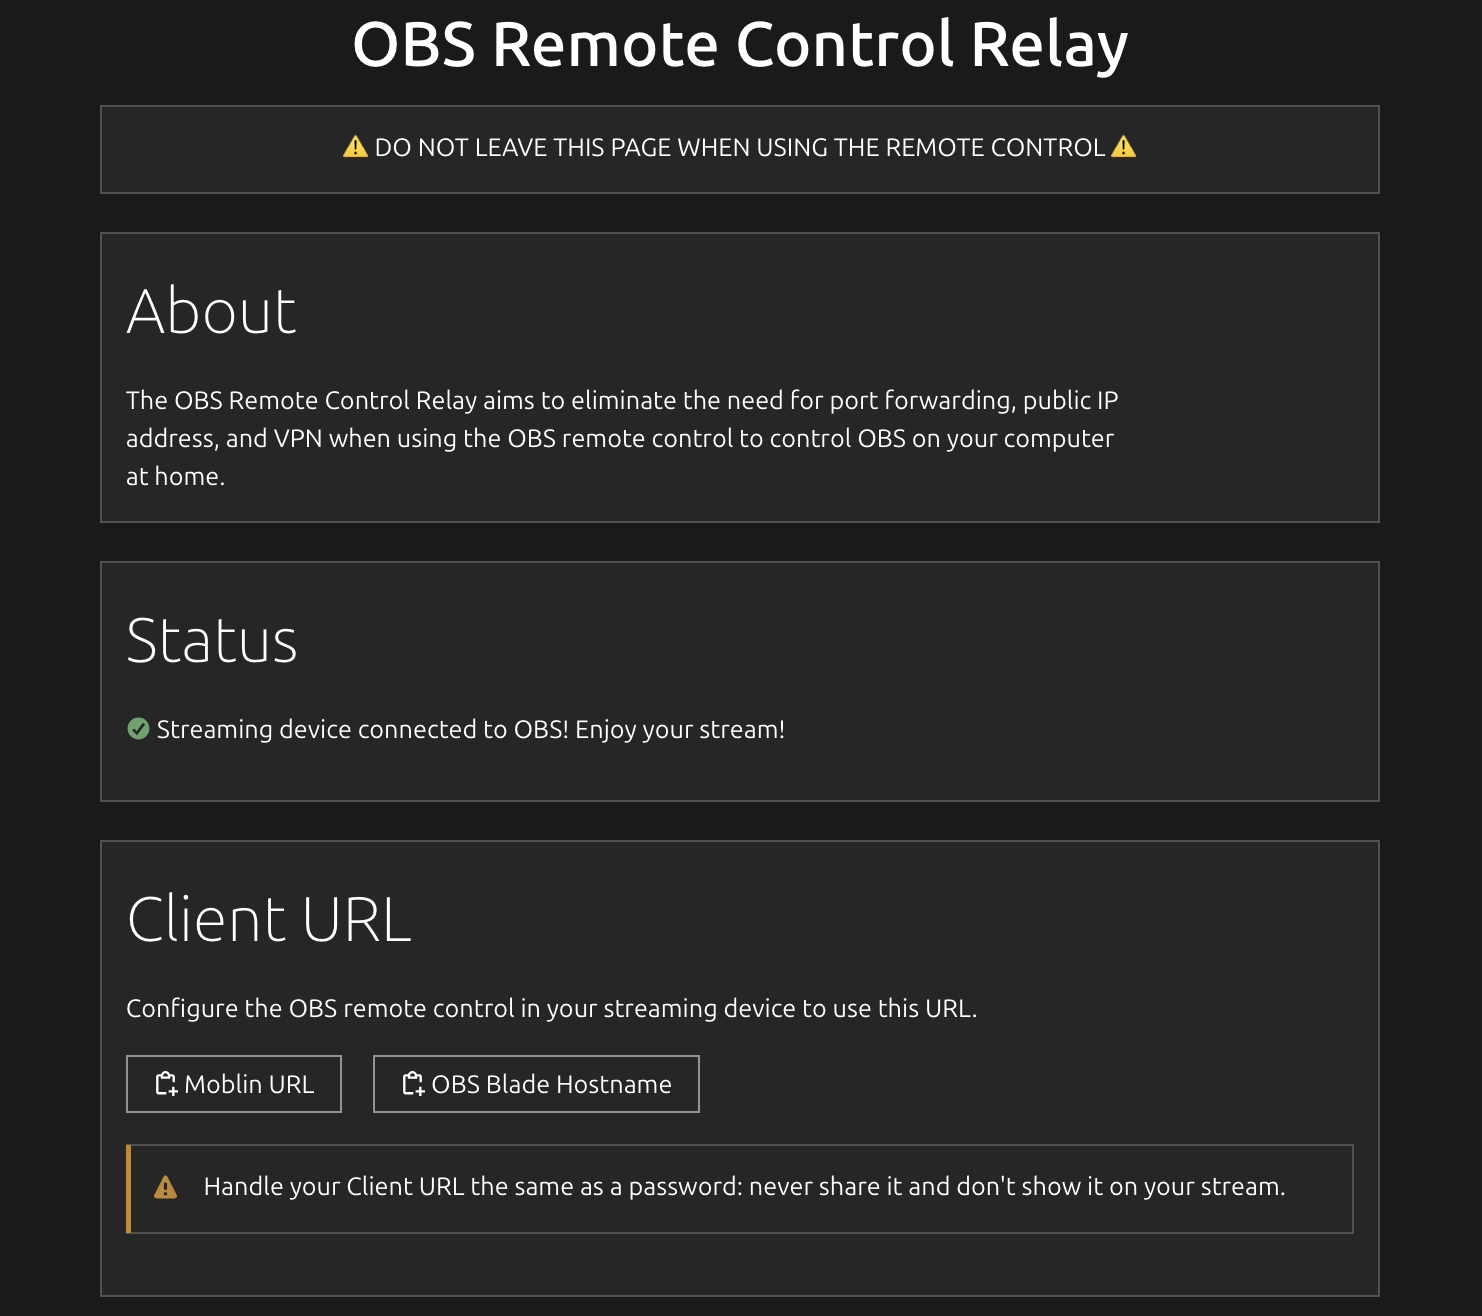 OBS Remote Control Relay
⚠️ DO NOT LEAVE THIS PAGE WHEN USING THE REMOTE CONTROL ⚠️
About
The OBS Remote Control Relay aims to eliminate the need for port forwarding, public IP
address, and VPN when using the OBS remote control to control OBS on your computer
at home.
Status
Streaming device connected to OBS! Enjoy your stream!
Client URL
Configure the OBS remote control in your streaming device to use this URL.
Moblin URL
OBS Blade Hostname
Handle your Client URL the same as a password: never share it and don't show it on your stream.